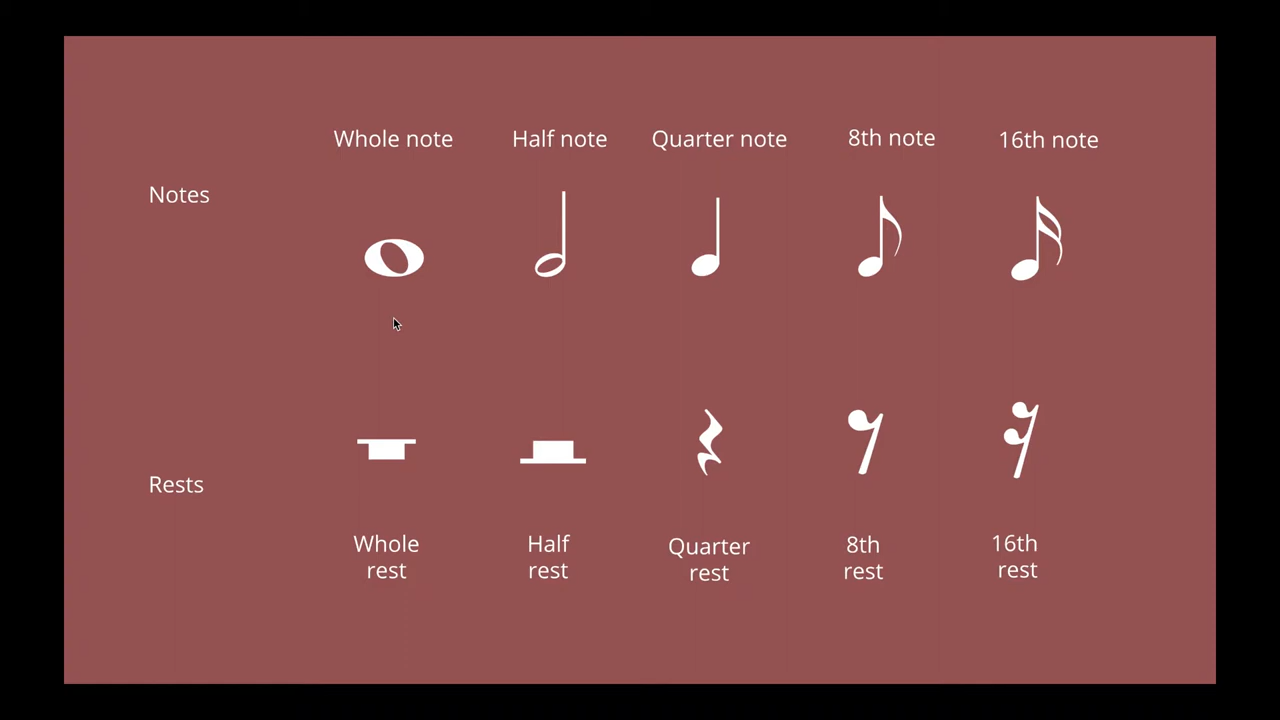 Whole note
Half note
Quarter note
8th note
16th note
Notes
Rests
Whole
rest
Half
rest
Quarter
rest
8th
rest
16th
rest